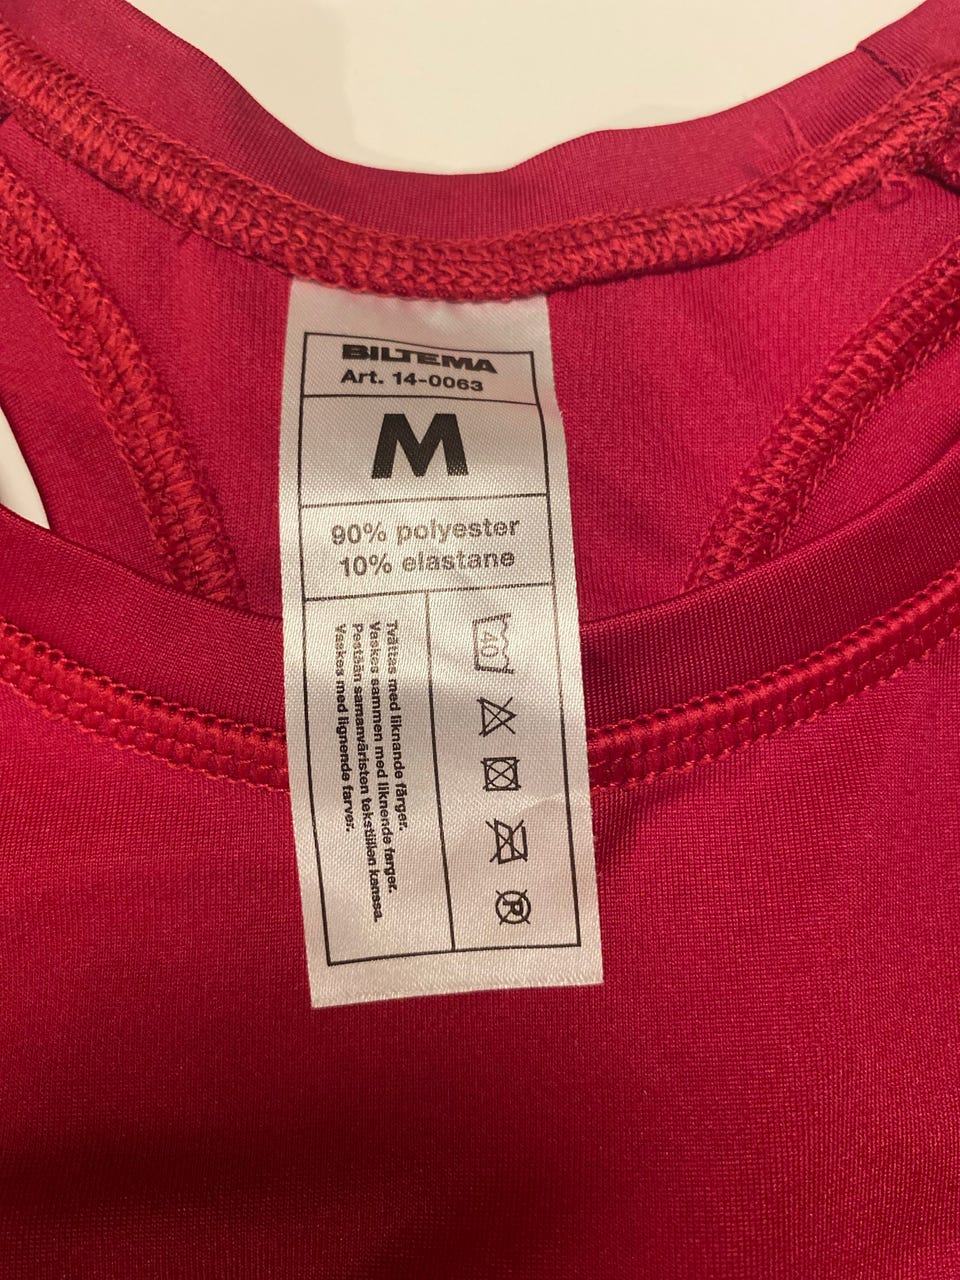 BILTEMA
Art. 14-0063
M
90% polyester
10% elastane
40
P
Tvättas med liknande färger.
Vaskes sammen med liknende farger.
Pestään samanväristen tekstiilien kanssa.
Vaskes med lignende farver.